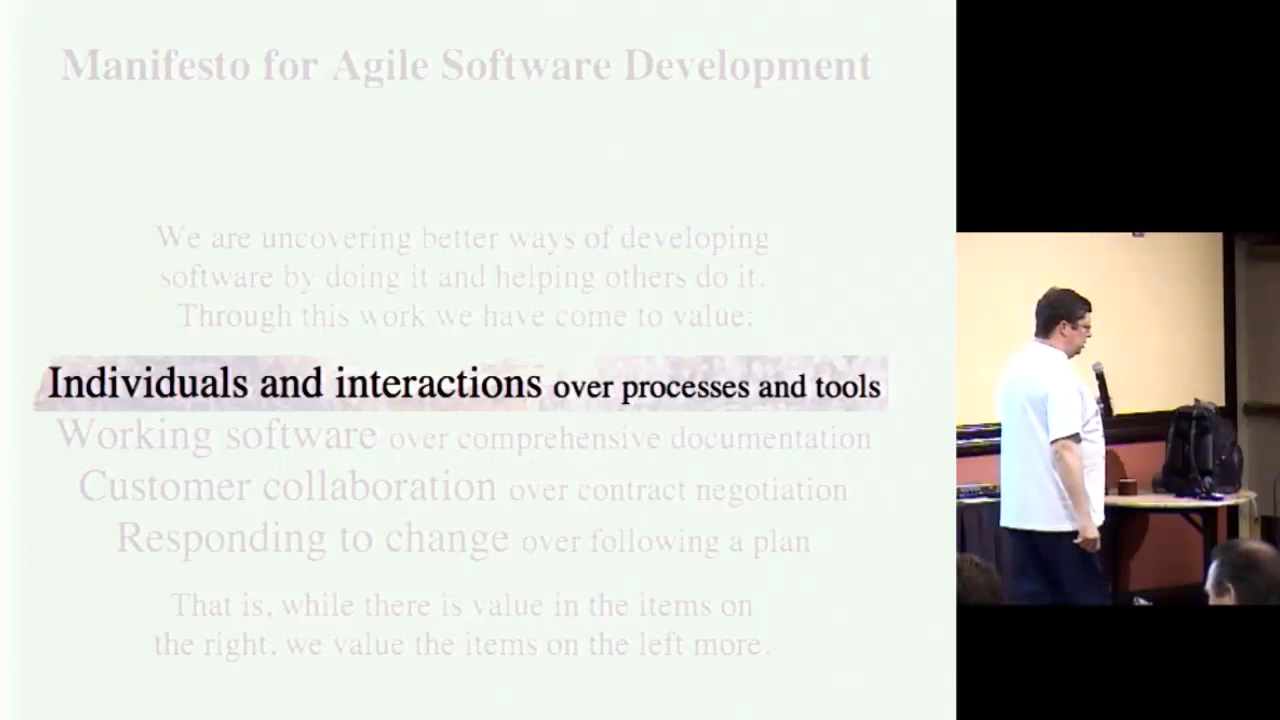 Manifesto for Agile Software Development
We are uncovering better ways of developing
software by doing it and helping others do it.
Through this work we have come to value:
Individuals and interactions over processes and tools
Working software over comprehensive documentation
Customer collaboration over contract negotiation
Responding to change over following a plan
That is, while there is value in the items on
the right, we value the items on the left more.